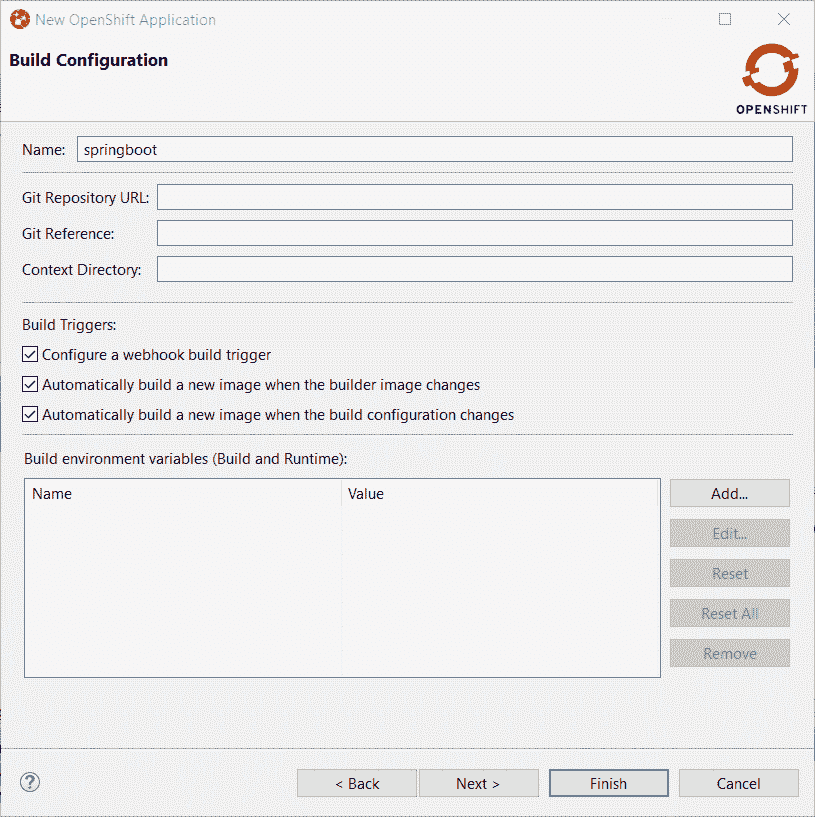 New OpenShift Application
Build Configuration
OPENSHIFT
Name: springboot
Git Repository URL:
Git Reference:
Context Directory:
Build Triggers:
Configure a webhook build trigger
Automatically build a new image when the builder image changes
Automatically build a new image when the build configuration changes
Build environment variables (Build and Runtime):
Name Value Add...
Edit...
Reset
Reset All
Remove
? < Back Next > Finish Cancel